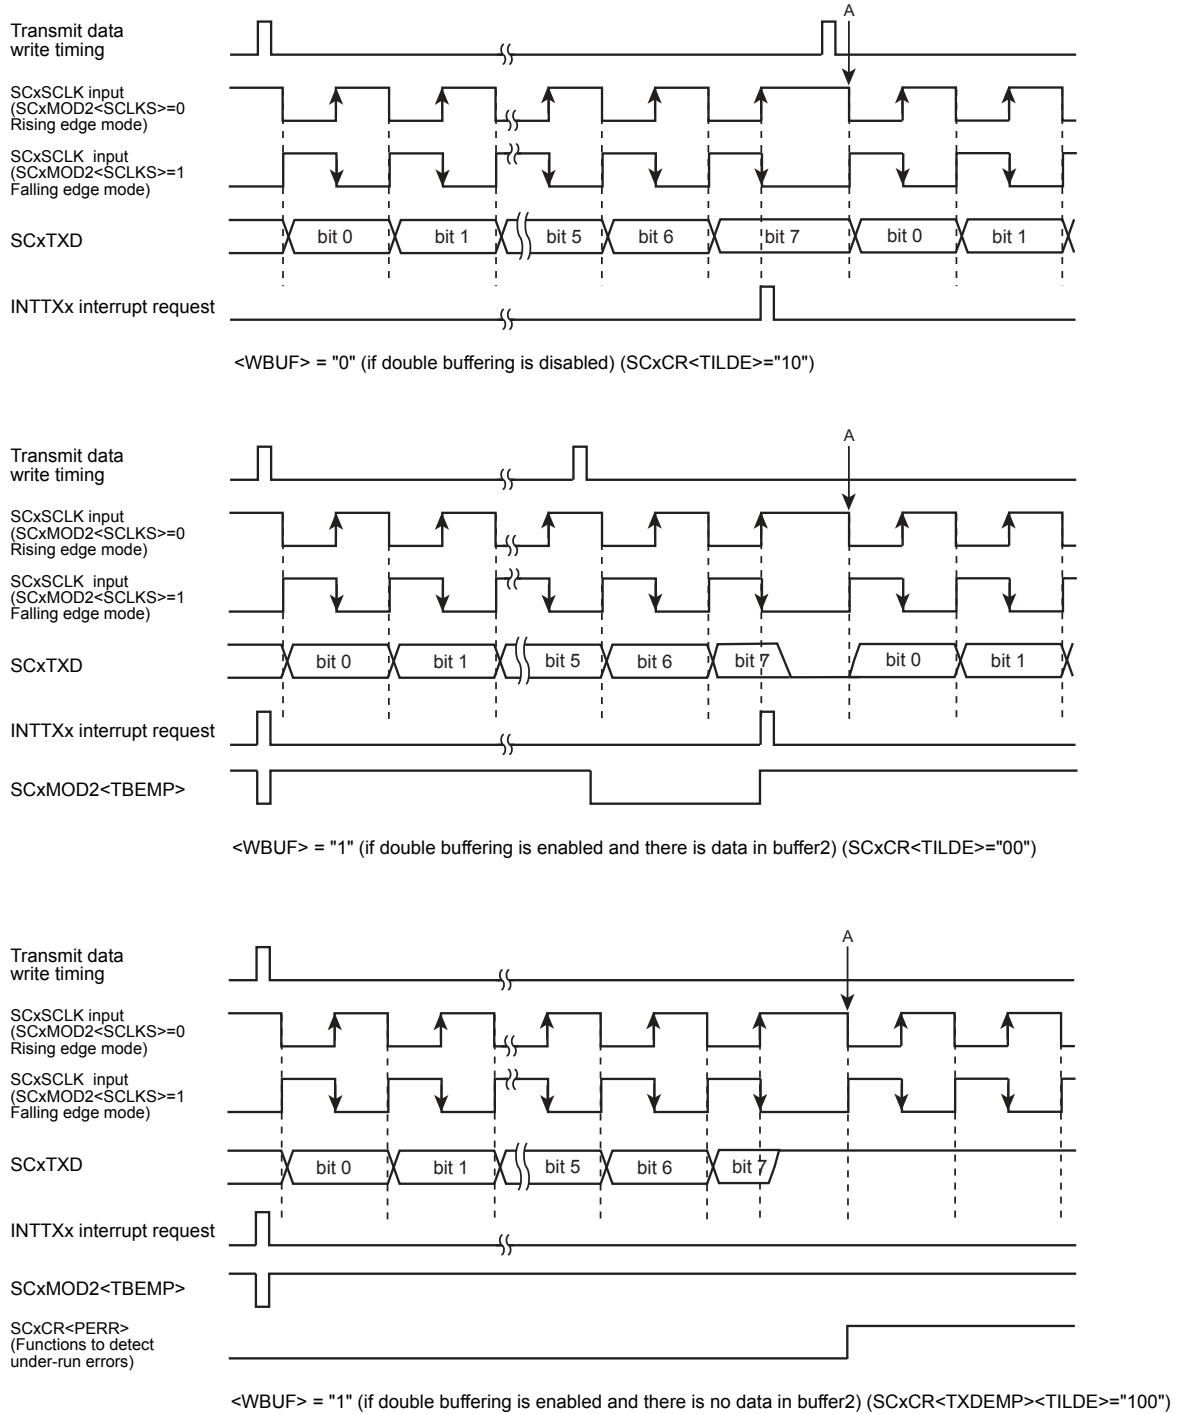 A
Transmit data
write timing
SCxSCLK input
(SCxMOD2<SCLKS>=0
Rising edge mode)
SCxSCLK input
(SCxMOD2<SCLKS>=1
Falling edge mode)
SCxTXD
bit 0
bit 1
bit 5
bit 6
bit 7
bit 0
bit 1
INTTXx interrupt request
<WBUF> = "0" (if double buffering is disabled) (SCxCR<TILDE>="10")
A
Transmit data
write timing
SCxSCLK input
(SCxMOD2<SCLKS>=0
Rising edge mode)
SCxSCLK input
(SCxMOD2<SCLKS>=1
Falling edge mode)
SCxTXD
bit 0
bit 1
bit 5
bit 6
bit 7
bit 0
bit 1
INTTXx interrupt request
SCxMOD2<TBEMP>
<WBUF> = "1" (if double buffering is enabled and there is data in buffer2) (SCxCR<TILDE>="00")
A
Transmit data
write timing
SCxSCLK input
(SCxMOD2<SCLKS>=0
Rising edge mode)
SCxSCLK input
(SCxMOD2<SCLKS>=1
Falling edge mode)
SCxTXD
bit 0
bit 1
bit 5
bit 6
bit 7
INTTXx interrupt request
SCxMOD2<TBEMP>
SCxCR<PERR>
(Functions to detect
under-run errors)
<WBUF> = "1" (if double buffering is enabled and there is no data in buffer2) (SCxCR<TXDEMP><TILDE>="100")